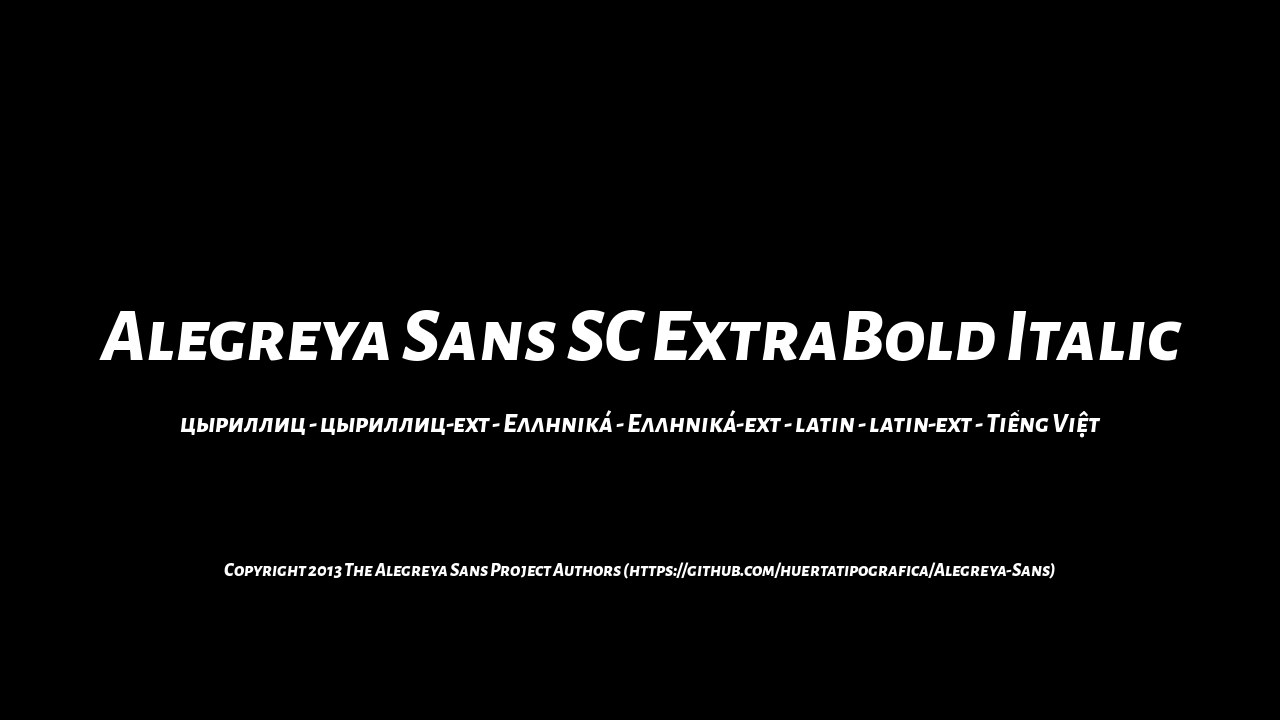 Alegreya Sans SC ExtraBold Italic
цыриллиц - цыриллиц-ext - Ελληνικά - Ελληνικά-ext - latin - latin-ext - Tiếng Việt
Copyright 2013 The Alegreya Sans Project Authors (https://github.com/huertatipografica/Alegreya-Sans)